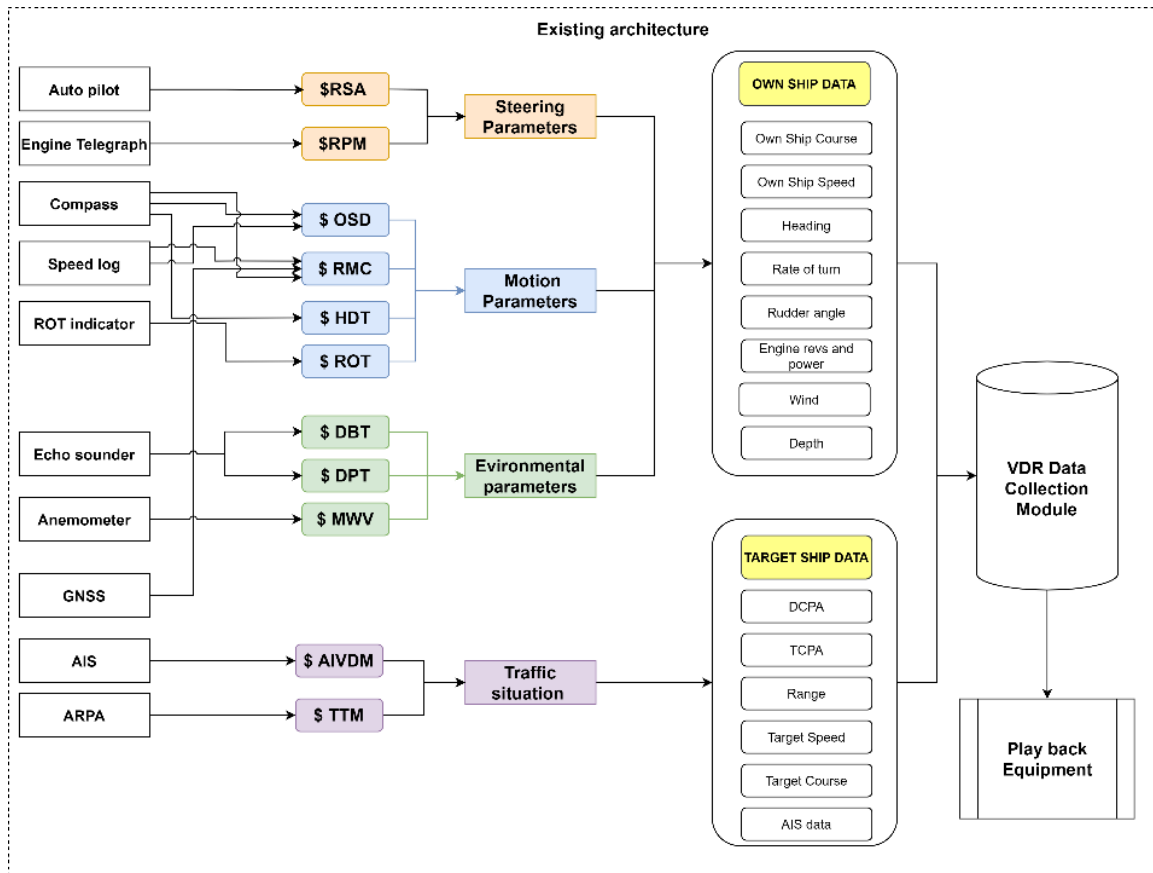 Existing architecture
Auto pilot
Engine Telegraph
Compass
Speed log
ROT indicator
Echo sounder
Anemometer
GNSS
AIS
ARPA
$RSA
$RPM
$ OSD
$ RMC
$ HDT
$ ROT
$ DBT
$ DPT
$ MWV
$ AIVDM
$ TTM
Steering
Parameters
Motion
Parameters
Evironmental
parameters
Traffic
situation
OWN SHIP DATA
Own Ship Course
Own Ship Speed
Heading
Rate of turn
Rudder angle
Engine revs and
power
Wind
Depth
TARGET SHIP DATA
DCPA
TCPA
Range
Target Speed
Target Course
AIS data
VDR Data
Collection
Module
Play back
Equipment